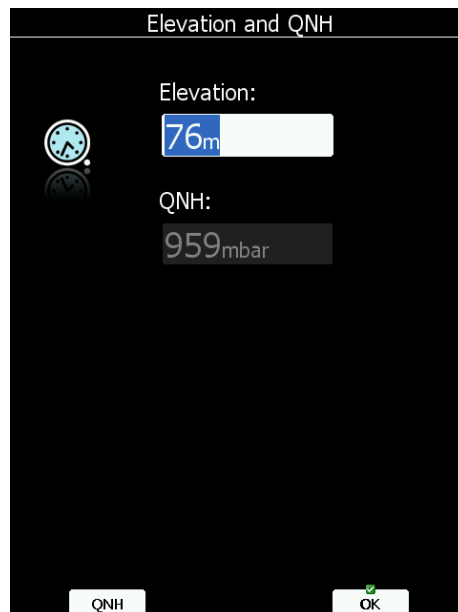 Elevation and QNH
Elevation:
76m
QNH:
959mbar
QNH
OK